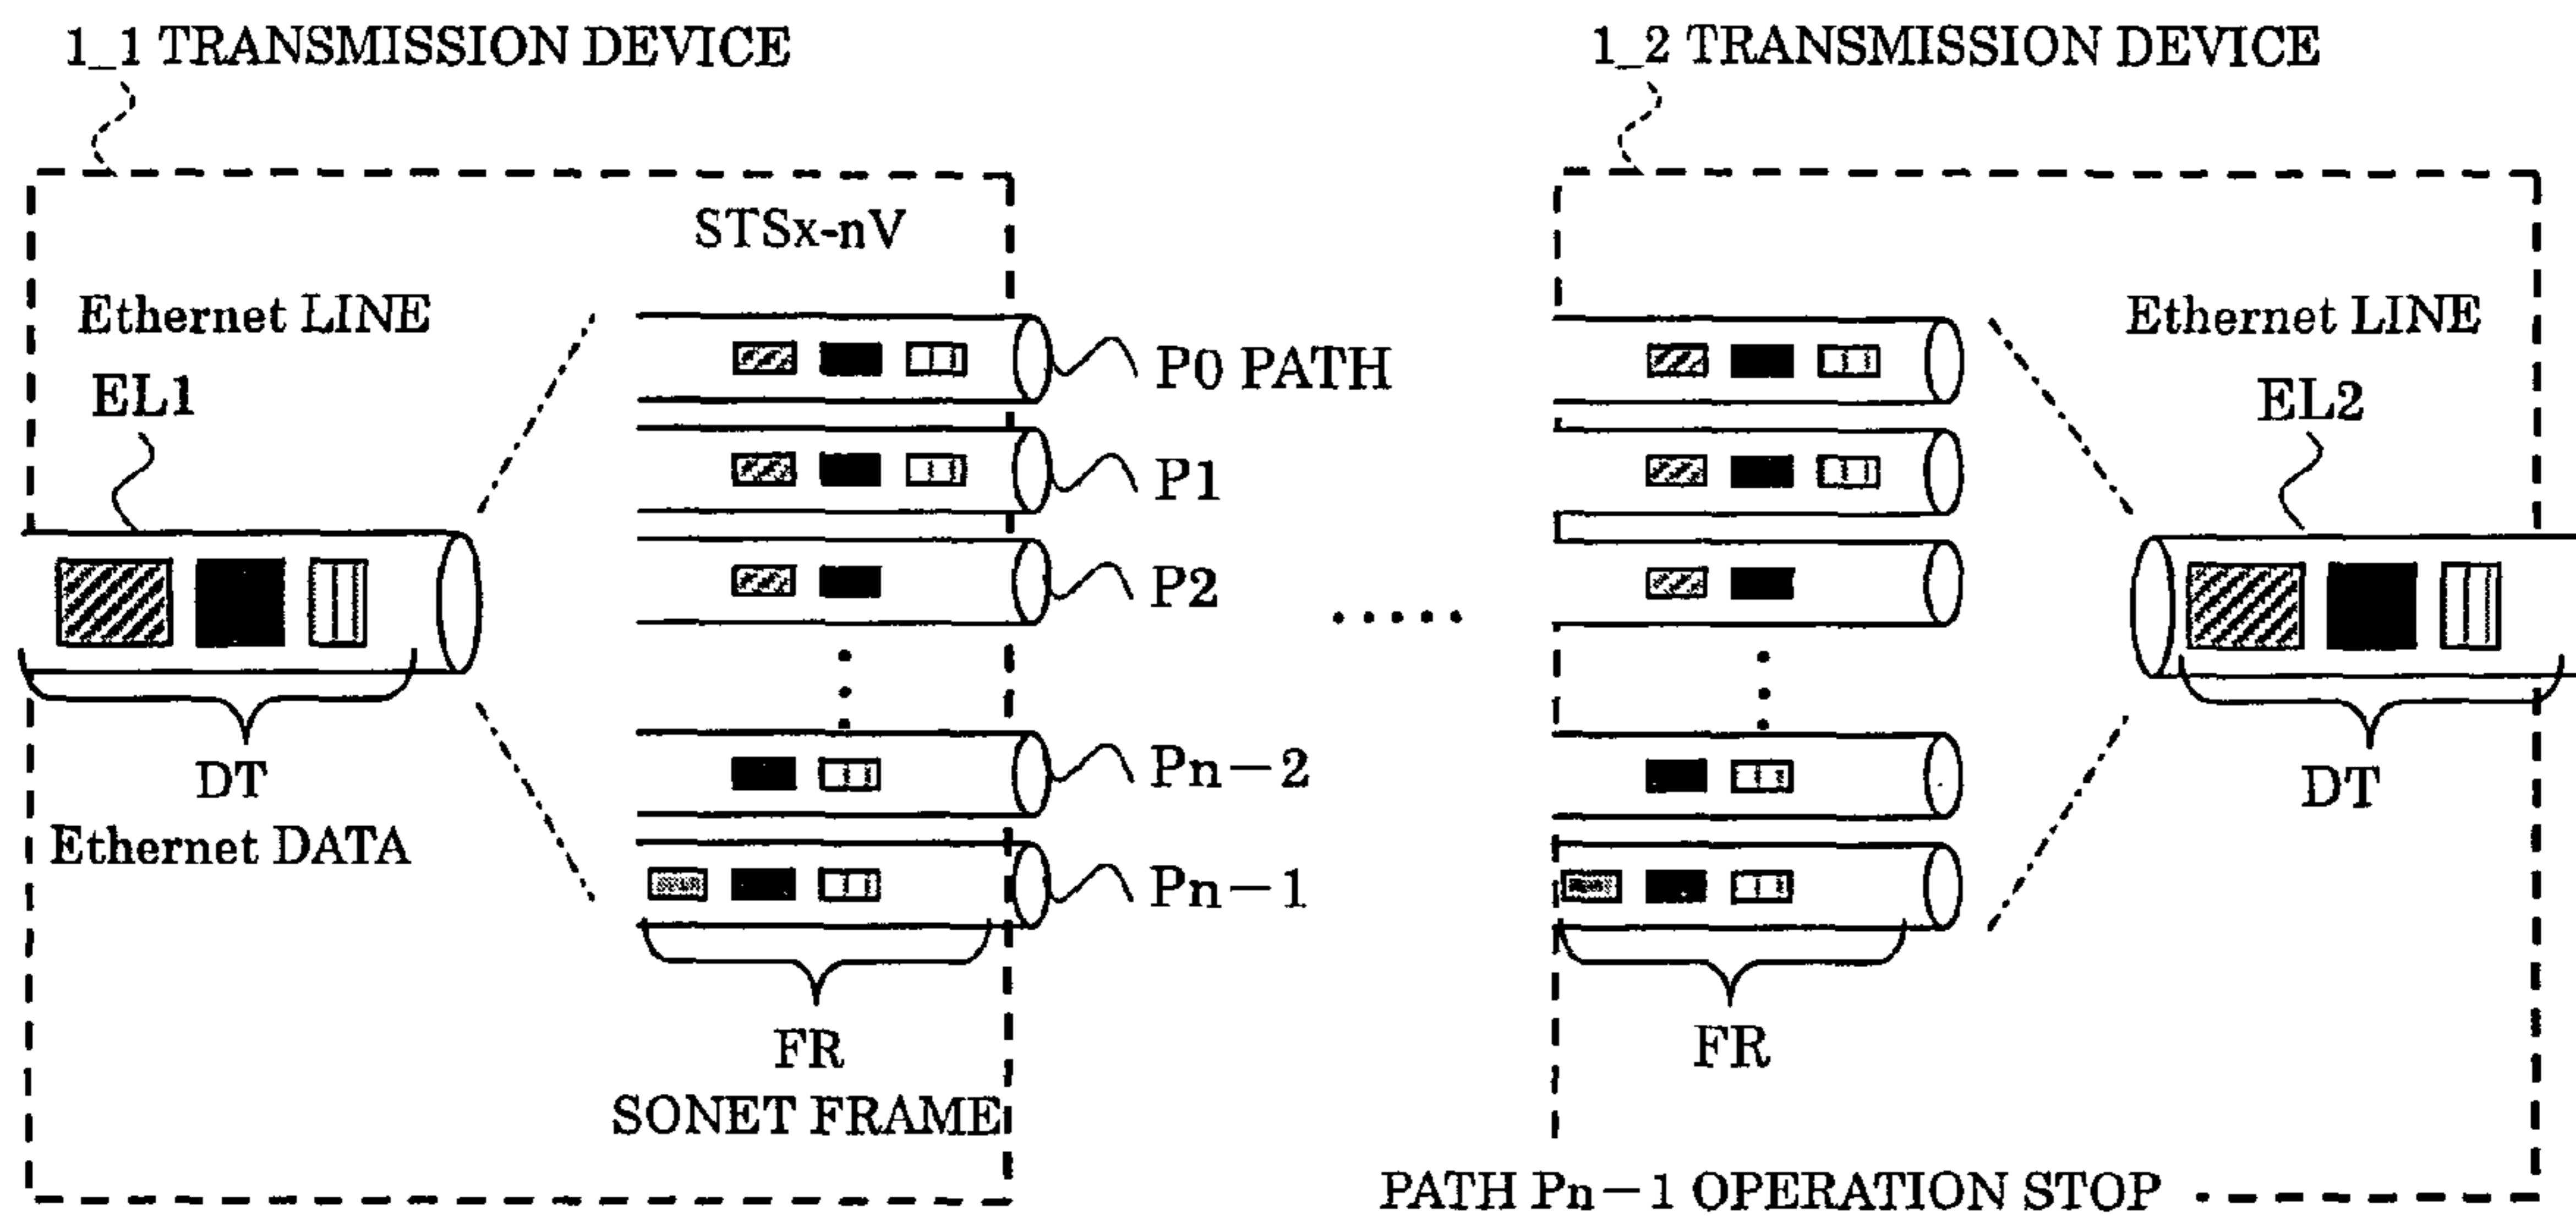 1_1 TRANSMISSION DEVICE
1_2 TRANSMISSION DEVICE
STSx-nV
Ethernet LINE
EL1
P0 PATH
P1
P2
Pn−2
Pn−1
DT
Ethernet DATA
FR
SONET FRAME
Ethernet LINE
EL2
DT
FR
PATH Pn−1 OPERATION STOP